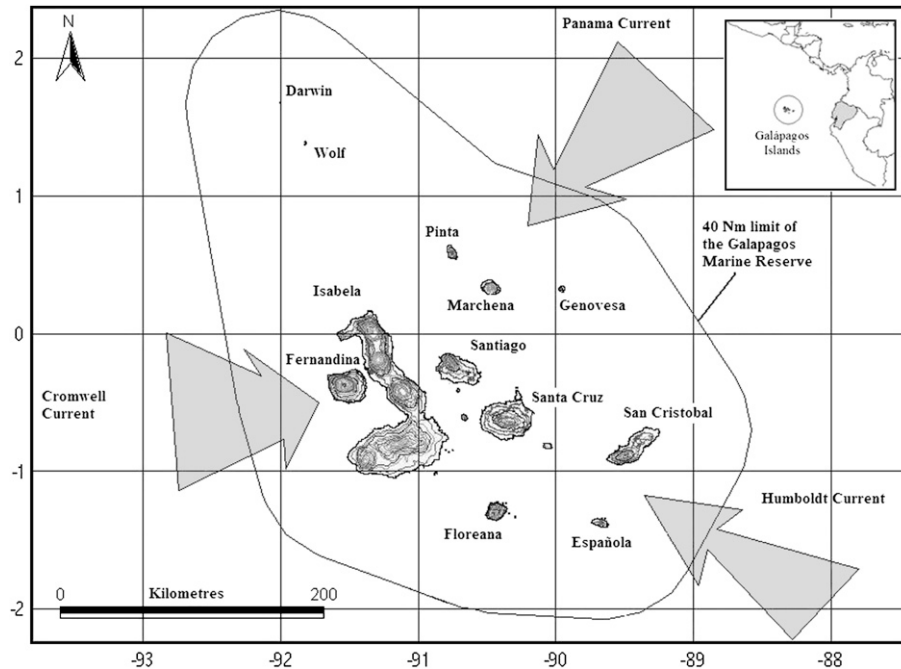 N
Panama Current
Galápagos
Islands
Darwin
Wolf
40 Nm limit of
the Galapagos
Marine Reserve
Pinta
Isabela
Marchena
Genovesa
Fernandina
Santiago
Cromwell
Current
Santa Cruz
San Cristobal
Humboldt Current
Floreana
Española
0
Kilometres
200
2
1
0
-1
-2
-93
-92
-91
-90
-89
-88